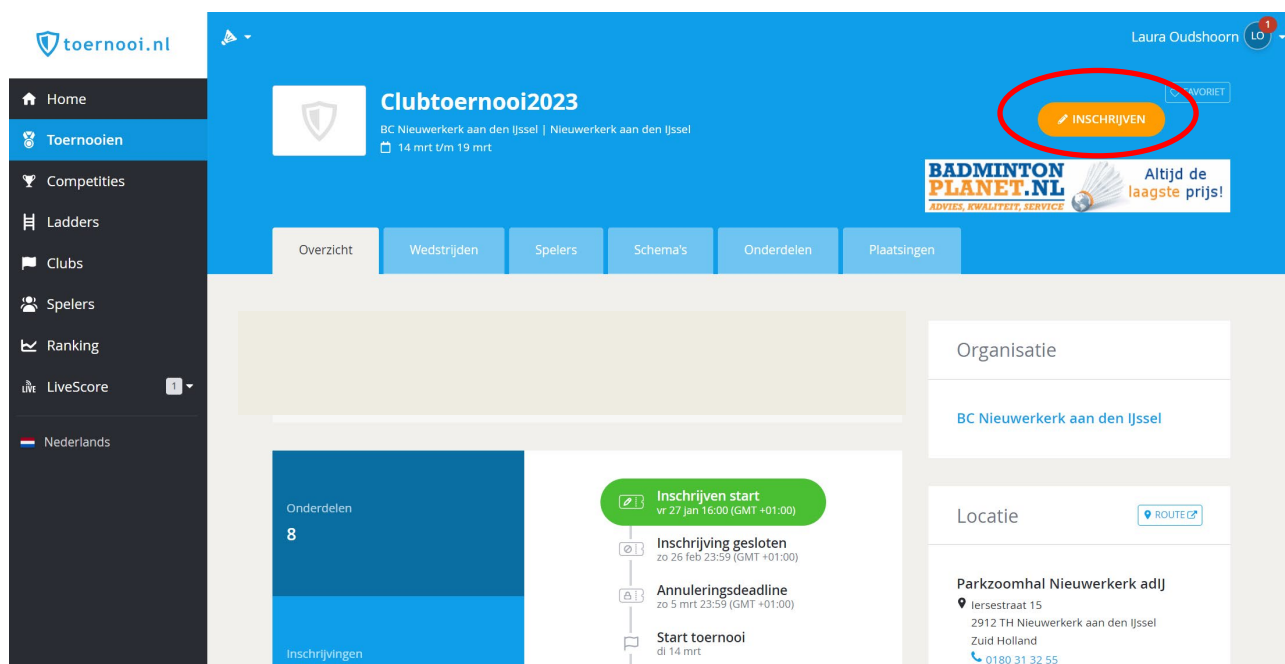 toernooi.nl
Laura Oudshoorn
LO
1
Home
Toernooien
Competities
Ladders
Clubs
Spelers
Ranking
LIVE LiveScore 1
Nederlands
Clubtoernooi2023
BC Nieuwerkerk aan den IJssel | Nieuwerkerk aan den Ijssel
14 mrt t/m 19 mrt
FAVORIET
INSCHRIJVEN
BADMINTON
PLANET.NL
ADVIES, KWALITEIT, SERVICE
Altijd de
laagste prijs!
Overzicht
Wedstrijden
Spelers
Schema's
Onderdelen
Plaatsingen
Onderdelen
8
Inschrijvingen
Inschrijven start
vr 27 jan 16:00 (GMT +01:00)
Inschrijving gesloten
zo 26 feb 23:59 (GMT +01:00)
Annuleringsdeadline
zo 5 mrt 23:59 (GMT +01:00)
Start toernooi
di 14 mrt
Organisatie
BC Nieuwerkerk aan den IJssel
Locatie
ROUTE
Parkzoomhal Nieuwerkerk adIJ
Iersestraat 15
2912 TH Nieuwerkerk aan den IJssel
Zuid Holland
0180 31 32 55